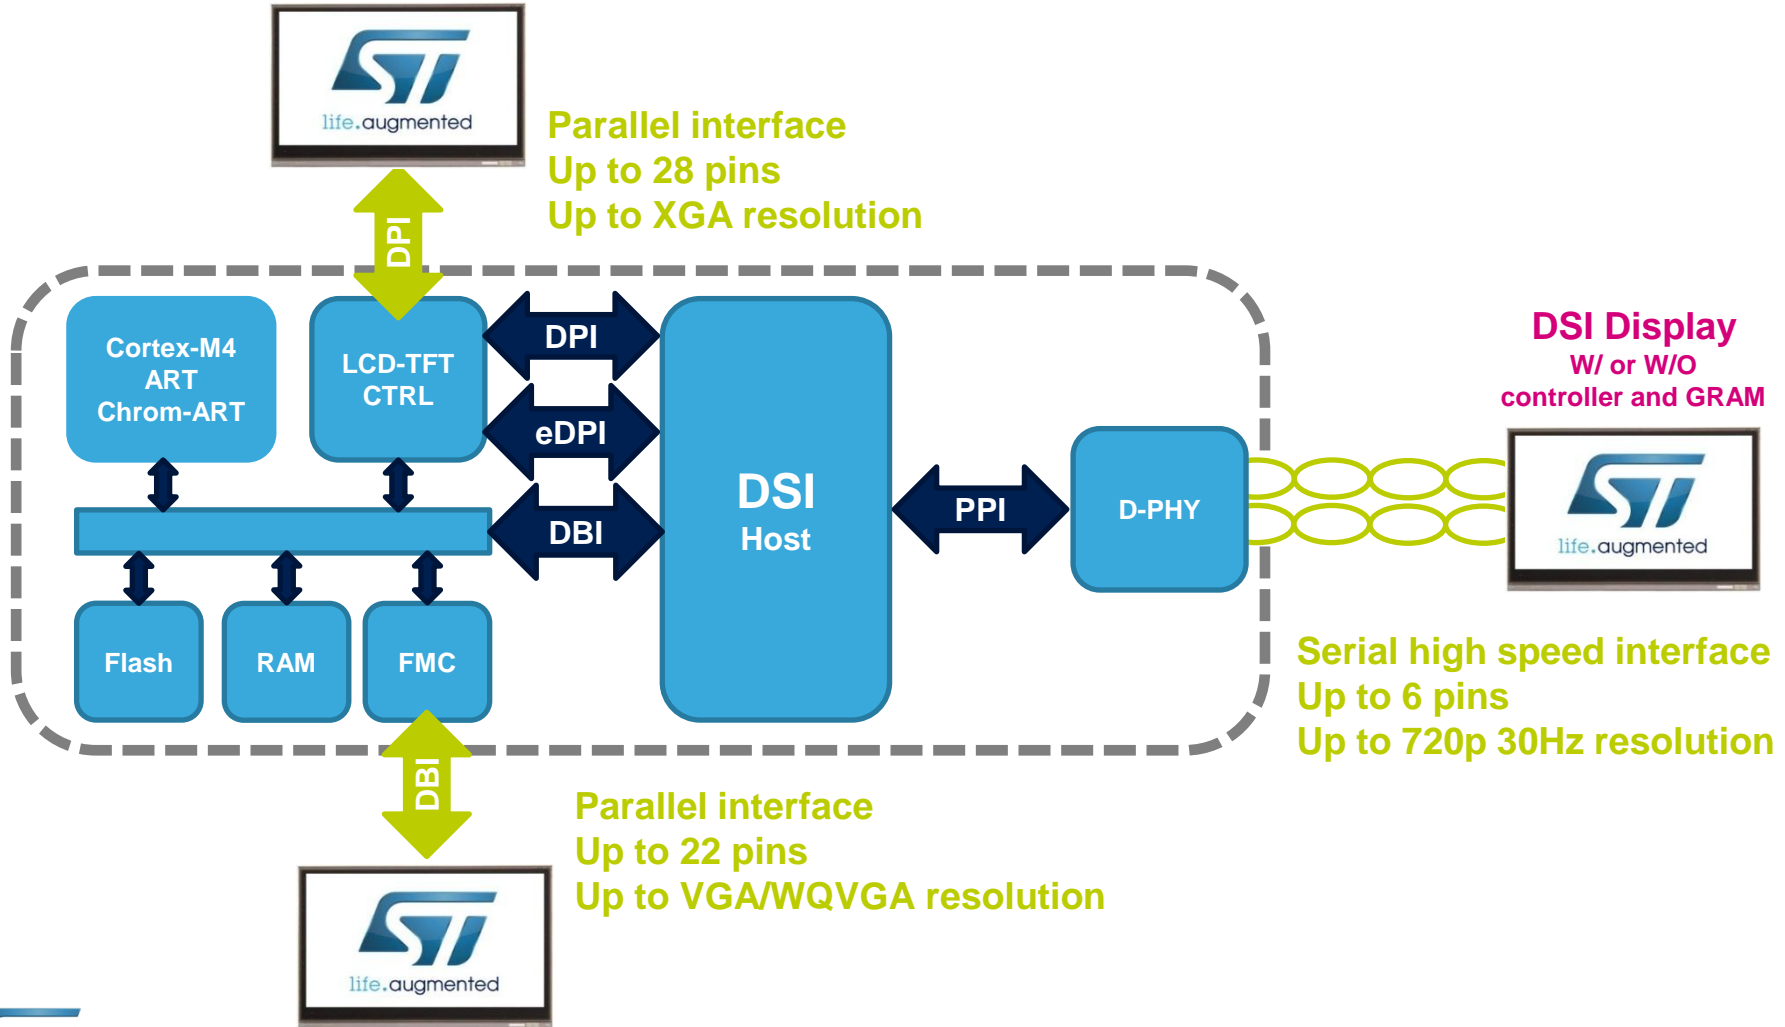 ST
life.augmented
Parallel interface
Up to 28 pins
Up to XGA resolution
DPI
Cortex-M4
ART
Chrom-ART
LCD-TFT
CTRL
DPI
eDPI
DBI
DSI
Host
PPI
D-PHY
DSI Display
W/ or W/O
controller and GRAM
ST
life.augmented
Flash
RAM
FMC
Serial high speed interface
Up to 6 pins
Up to 720p 30Hz resolution
DBI
Parallel interface
Up to 22 pins
Up to VGA/WQVGA resolution
ST
life.augmented